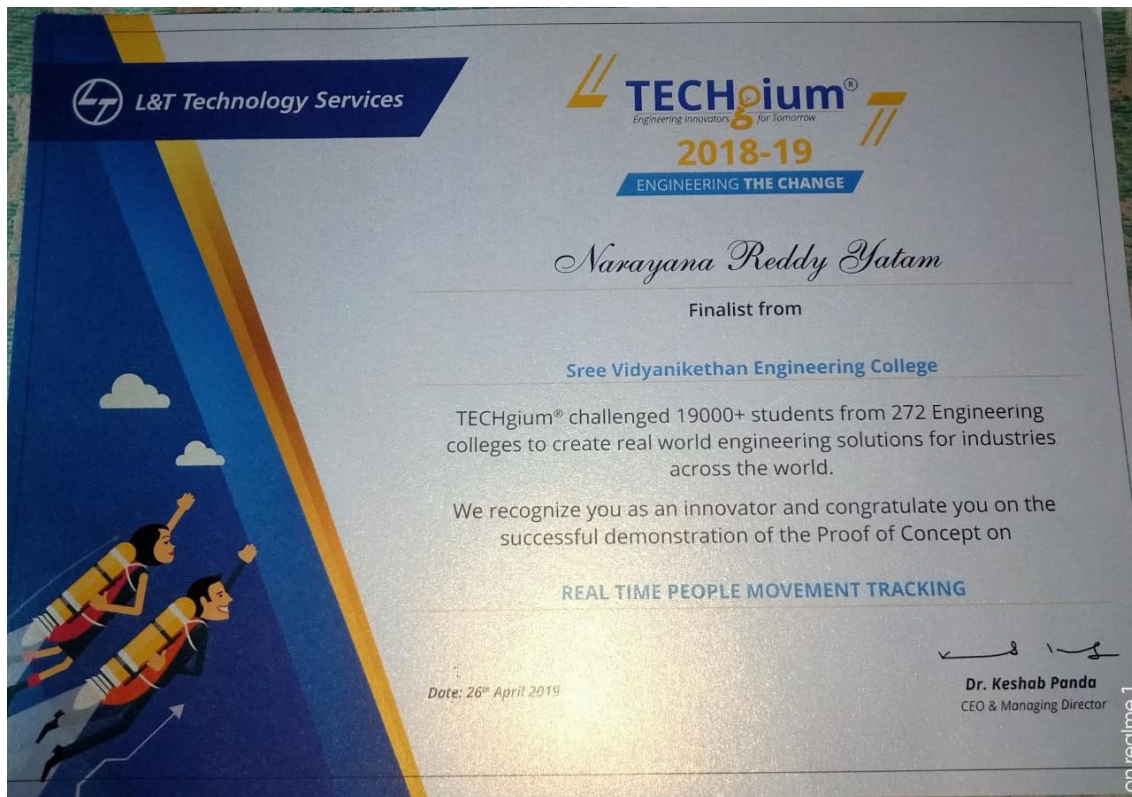 L&T Technology Services
TECHgium®
Engineering Innovators for Tomorrow
2018-19
ENGINEERING THE CHANGE
Narayana Reddy Yatam
Finalist from
Sree Vidyanikethan Engineering College
TECHgium® challenged 19000+ students from 272 Engineering
colleges to create real world engineering solutions for industries
across the world.
We recognize you as an innovator and congratulate you on the
successful demonstration of the Proof of Concept on
REAL TIME PEOPLE MOVEMENT TRACKING
Date: 26th April 2019
Dr. Keshab Panda
CEO & Managing Director
on realme 1